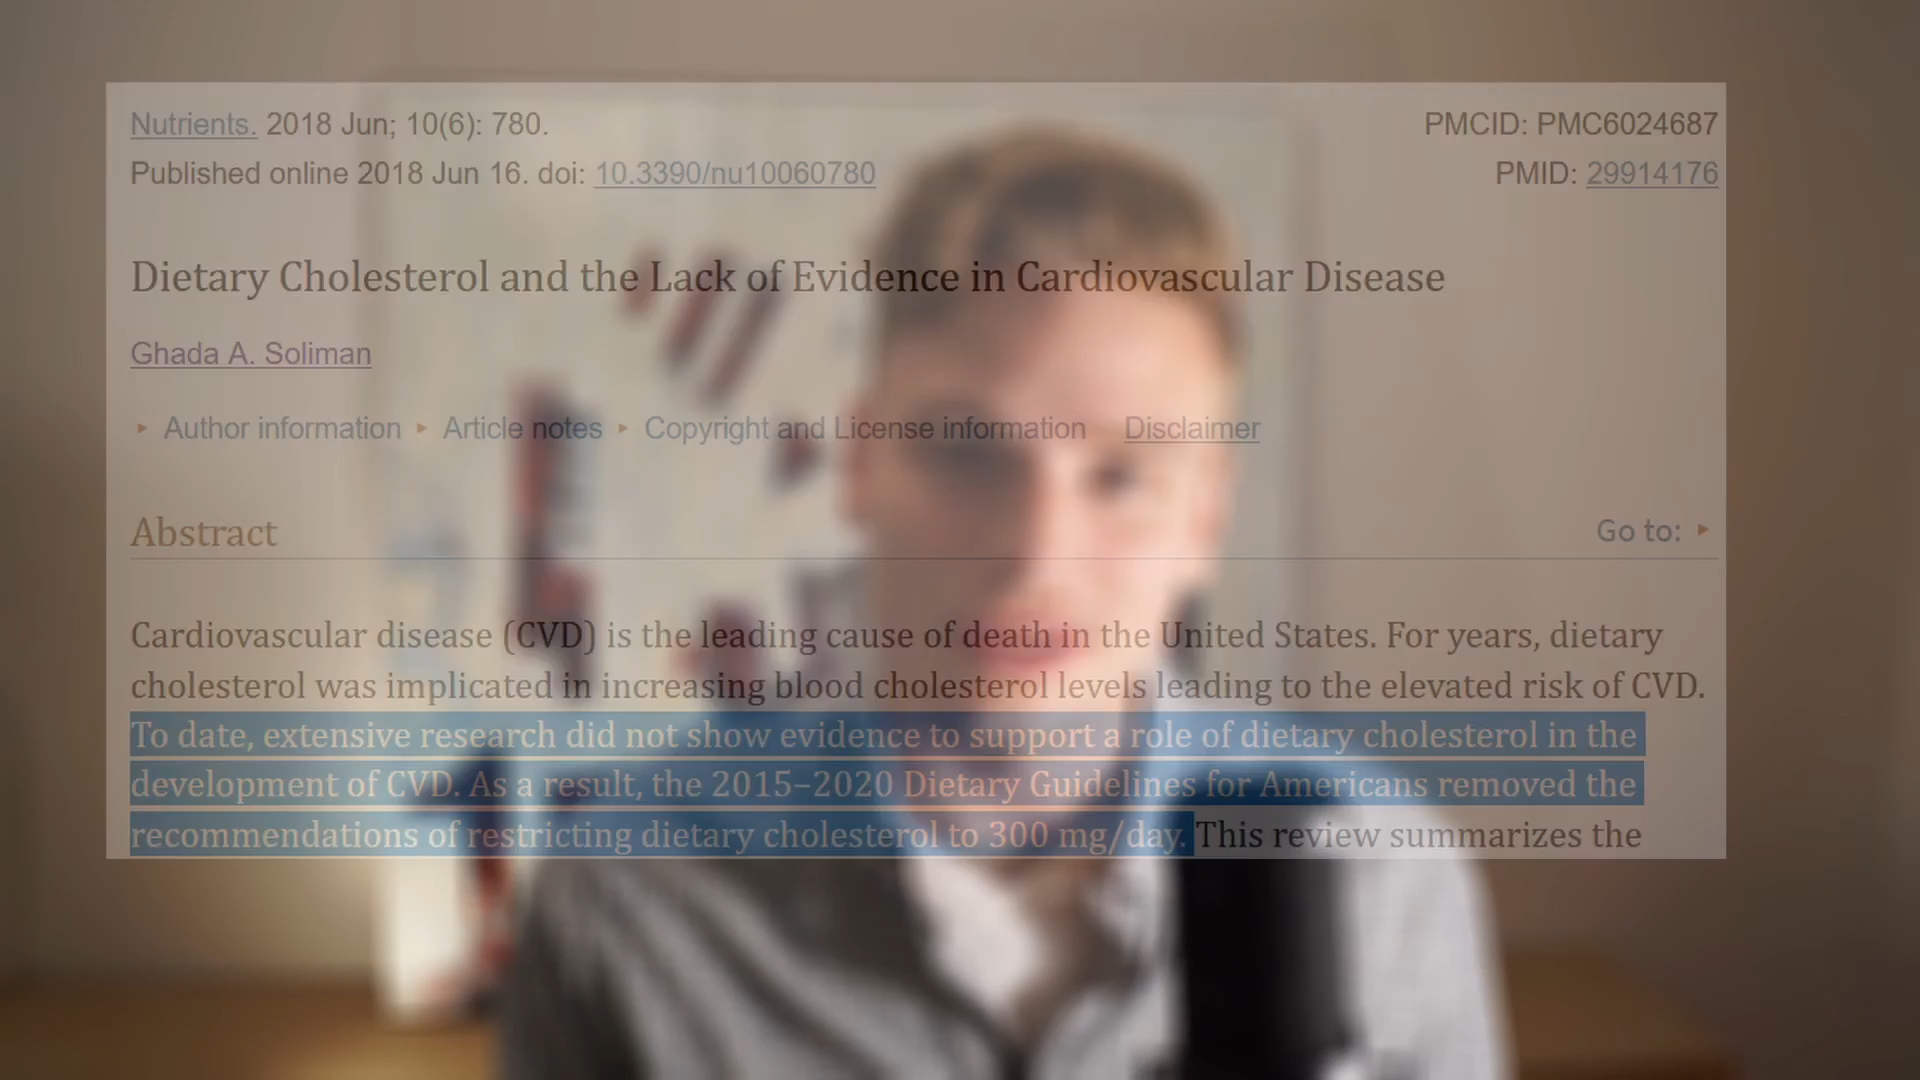 Nutrients. 2018 Jun; 10(6): 780.
PMCID: PMC6024687
Published online 2018 Jun 16. doi: 10.3390/nu10060780
PMID: 29914176
Dietary Cholesterol and the Lack of Evidence in Cardiovascular Disease
Ghada A. Soliman
Author information Article notes Copyright and License information Disclaimer
Abstract
Go to:
Cardiovascular disease (CVD) is the leading cause of death in the United States. For years, dietary
cholesterol was implicated in increasing blood cholesterol levels leading to the elevated risk of CVD.
To date, extensive research did not show evidence to support a role of dietary cholesterol in the
development of CVD. As a result, the 2015–2020 Dietary Guidelines for Americans removed the
recommendations of restricting dietary cholesterol to 300 mg/day. This review summarizes the